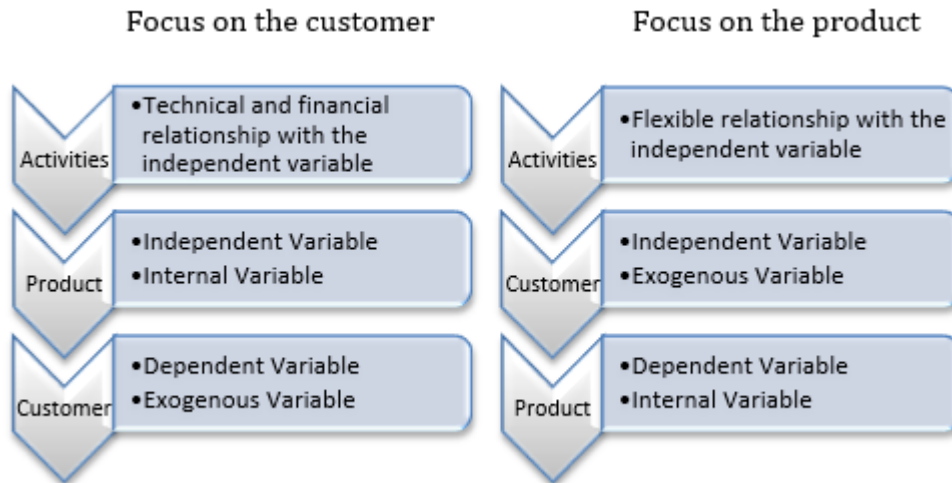 Focus on the customer
Activities
•Technical and financial
relationship with the
independent variable
Product
•Independent Variable
•Internal Variable
Customer
•Dependent Variable
•Exogenous Variable
Focus on the product
Activities
•Flexible relationship with the
independent variable
Customer
•Independent Variable
•Exogenous Variable
Product
•Dependent Variable
•Internal Variable